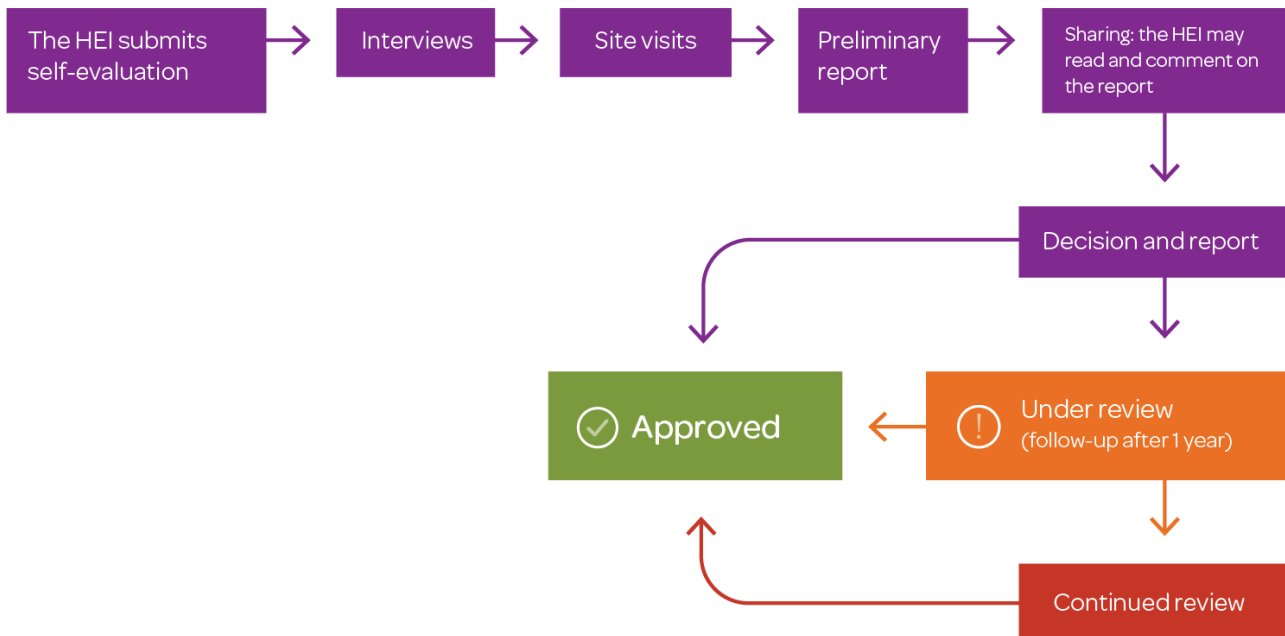 The HEI submits
self-evaluation
Interviews
Site visits
Preliminary
report
Sharing: the HEI may
read and comment on
the report
Decision and report
Approved
Under review
(follow-up after 1 year)
Continued review